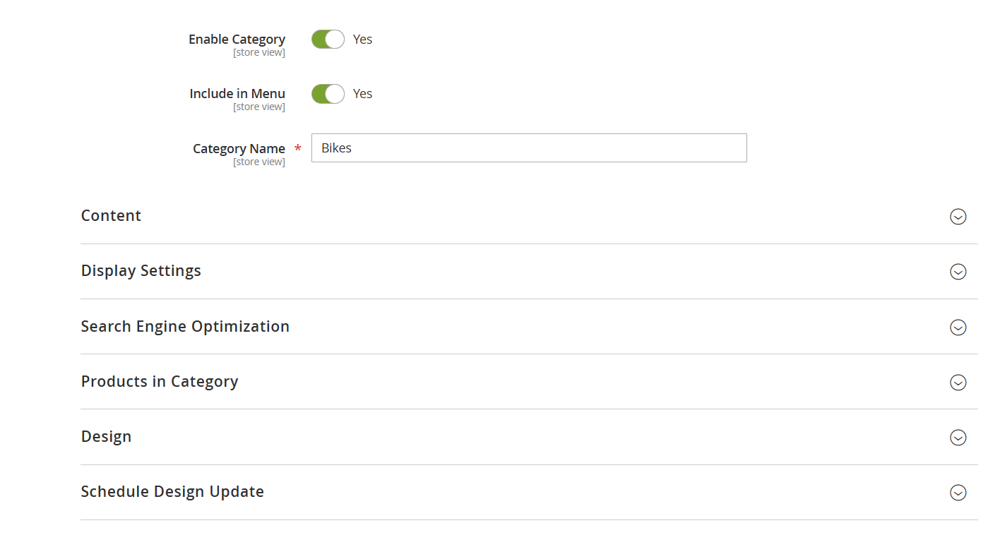 Enable Category Yes
[store view]
Include in Menu Yes
[store view]
Category Name * Bikes
[store view]
Content
Display Settings
Search Engine Optimization
Products in Category
Design
Schedule Design Update